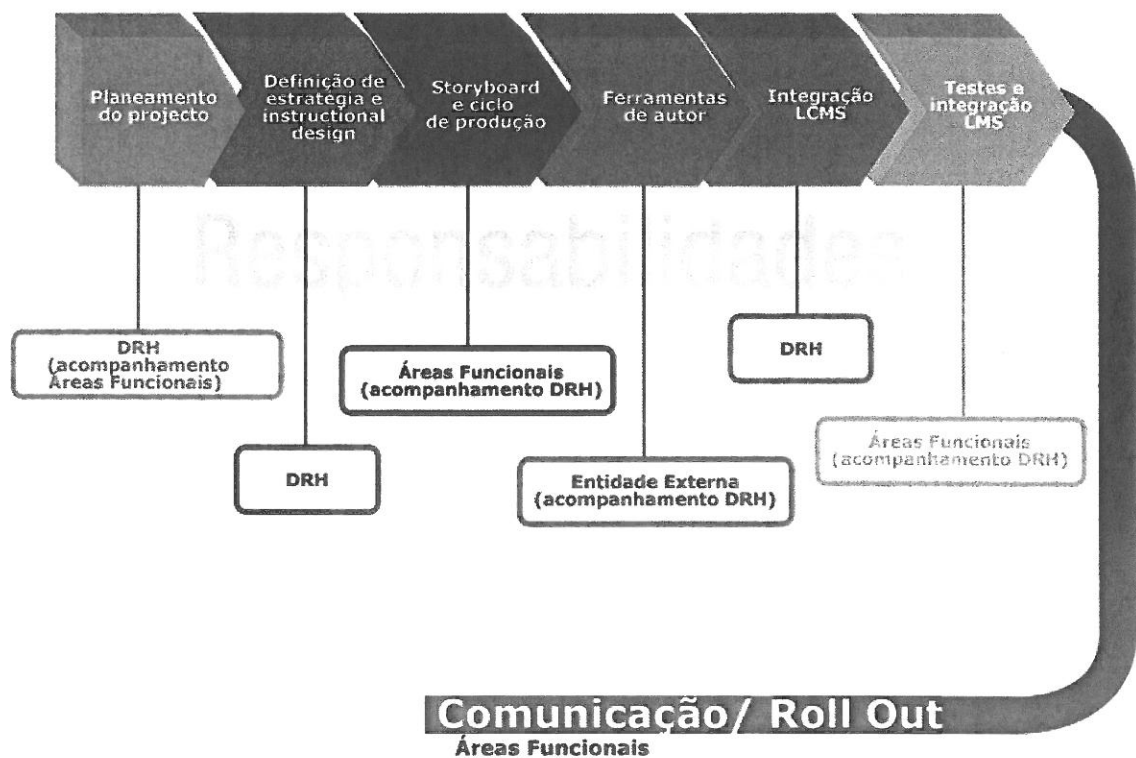 Planeamento
do projecto
Definição de
estratégia e
instructional
design
Storyboard
e ciclo
de produção
Ferramentas
de autor
Integração
LCMS
Testes e
integração
LMS
Responsabilidades
DRH
(acompanhamento
Áreas Funcionais)
DRH
Áreas Funcionais
(acompanhamento DRH)
Entidade Externa
(acompanhamento DRH)
DRH
Áreas Funcionais
(acompanhamento DRH)
Comunicação/ Roll Out
Áreas Funcionais